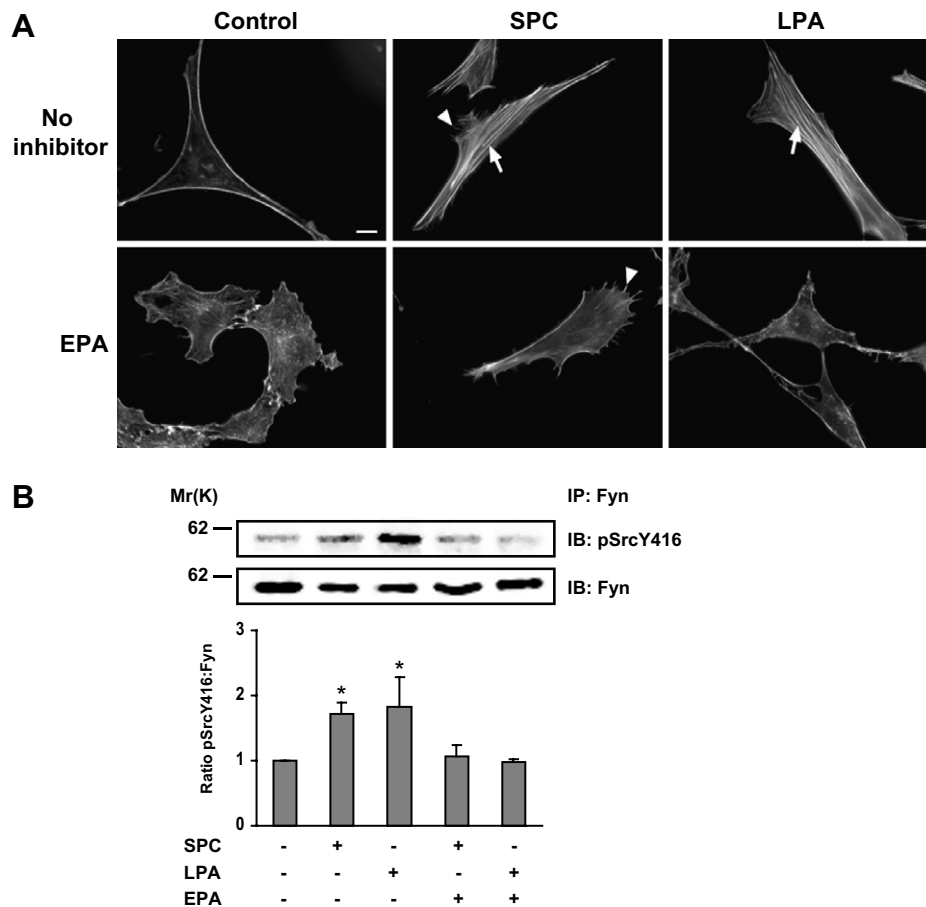 A
Control SPC LPA
No
inhibitor
EPA
B
Mr(K) IP: Fyn
62 IB: pSrcY416
62 IB: Fyn
Ratio pSrcY416:Fyn
3
2
1
0
* *
SPC - + - + -
LPA - - + - +
EPA - - - + +